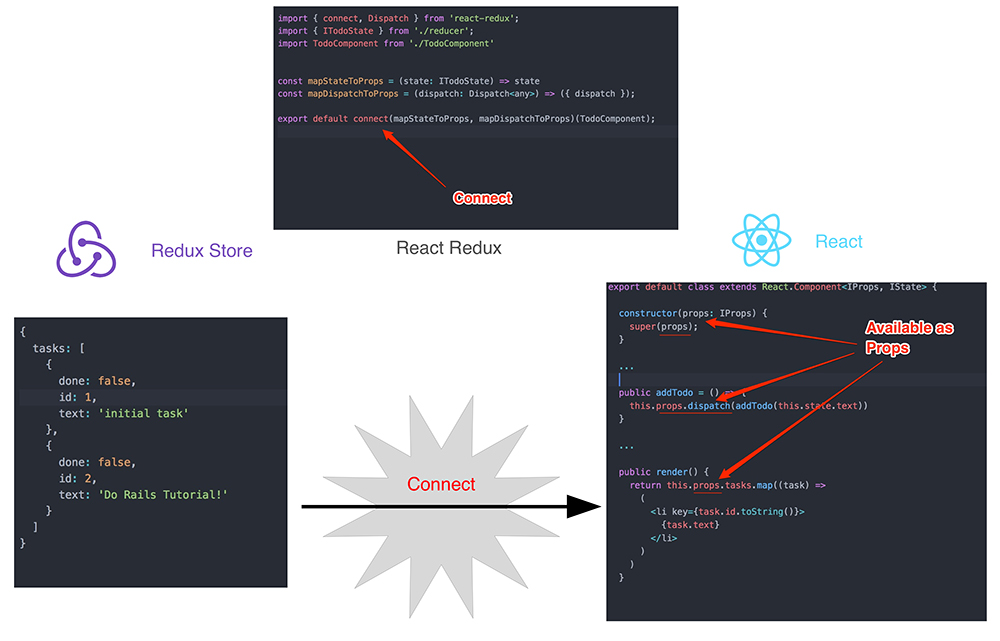 import { connect, Dispatch } from 'react-redux';
import { ITodoState } from './reducer';
import TodoComponent from './TodoComponent'
const mapStateToProps = (state: ITodoState) => state
const mapDispatchToProps = (dispatch: Dispatch<any>) => ({ dispatch });
export default connect(mapStateToProps, mapDispatchToProps)(TodoComponent);
Connect
Redux Store
React Redux
React
{
tasks: [
{
done: false,
id: 1,
text: 'initial task'
},
{
done: false,
id: 2,
text: 'Do Rails Tutorial!'
}
]
}
Connect
export default class extends React.Component<IProps, IState> {
constructor(props: IProps) {
super(props);
}
...
public addTodo = () => {
this.props.dispatch(addTodo(this.state.text))
}
...
public render() {
return this.props.tasks.map((task) =>
(
<li key={task.id.toString()}>
{task.text}
</li>
)
)
}
Available as
Props